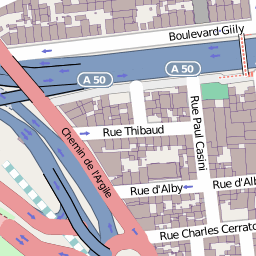 Boulevard Gilly
A 50
A 50
Rue Paul Casini
Chemin de l'Argile
Rue Thibaud
Rue d'Alby
Rue d'Alb
Rue Charles Cerrato